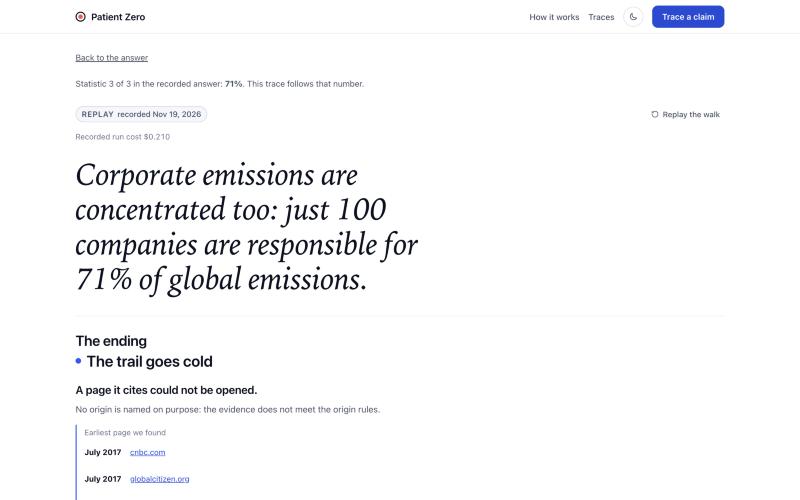 Patient Zero
How it works
Traces
Trace a claim
Back to the answer
Statistic 3 of 3 in the recorded answer: 71%. This trace follows that number.
REPLAY recorded Nov 19, 2026
Replay the walk
Recorded run cost $0.210
Corporate emissions are
concentrated too: just 100
companies are responsible for
71% of global emissions.
The ending
The trail goes cold
A page it cites could not be opened.
No origin is named on purpose: the evidence does not meet the origin rules.
Earliest page we found
July 2017 cnbc.com
July 2017 globalcitizen.org